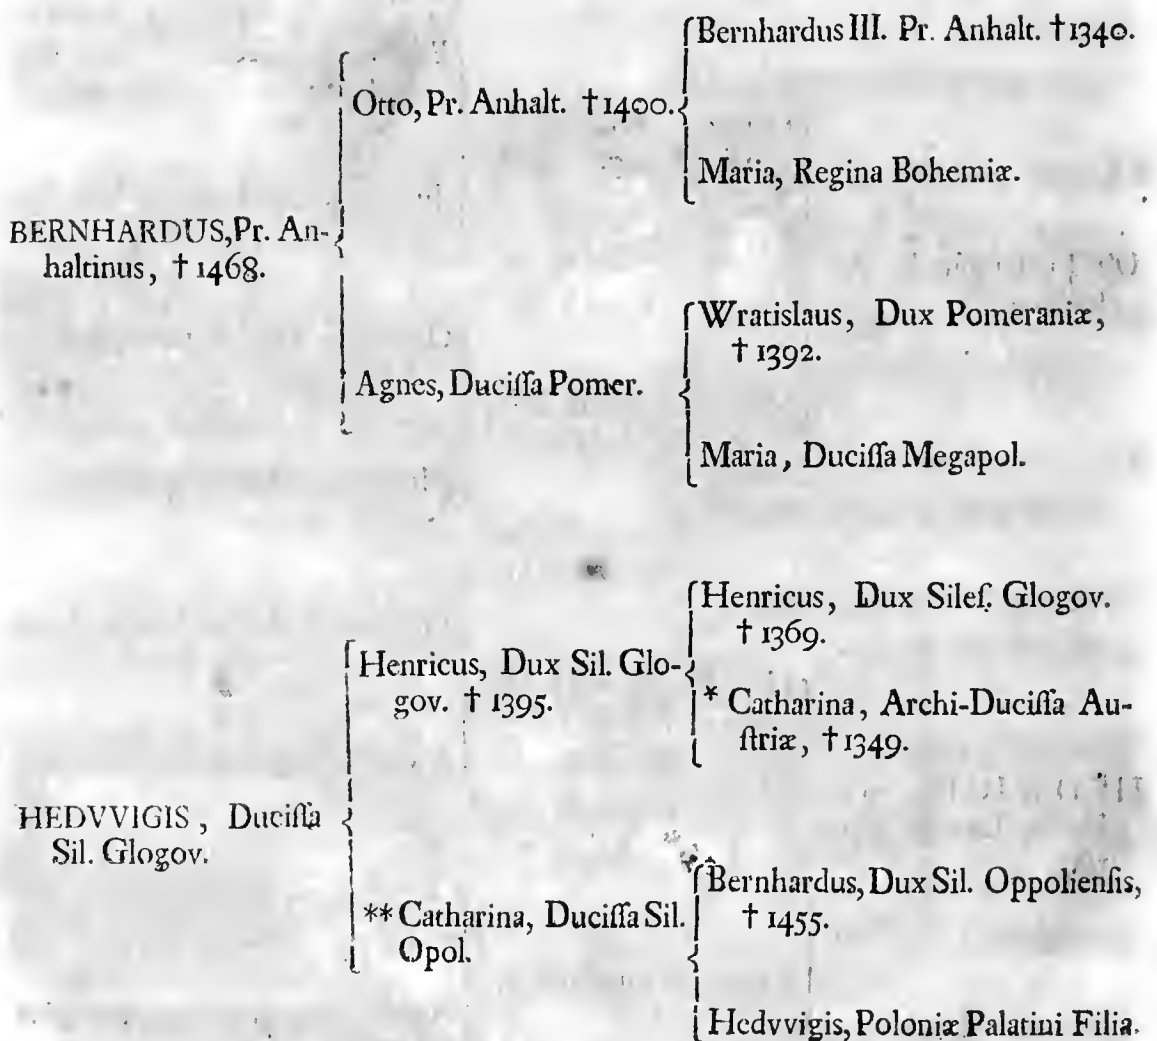 Bernhardus III. Pr. Anhalt. † 1340.
Otto, Pr. Anhalt. † 1400.
Maria, Regina Bohemiæ.
BERNHARDUS, Pr. An-
haltinus, † 1468.
Wratislaus, Dux Pomeraniæ,
† 1392.
Agnes, Duciſſa Pomer.
Maria, Duciſſa Megapol.
Henricus, Dux Sileſ. Glogov.
† 1369.
Henricus, Dux Sil. Glo-
gov. † 1395.
* Catharina, Archi-Duciſſa Au-
ſtriæ, † 1349.
HEDVVIGIS, Duciſſa
Sil. Glogov.
Bernhardus, Dux Sil. Oppolienſis,
† 1455.
** Catharina, Duciſſa Sil.
Opol.
Hedvvigis, Poloniæ Palatini Filia.